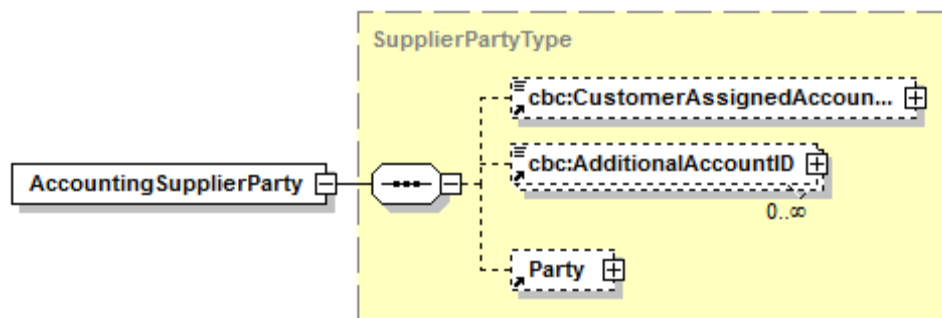 SupplierPartyType
cbc:CustomerAssignedAccoun...
AccountingSupplierParty
cbc:AdditionalAccountID
0..∞
Party